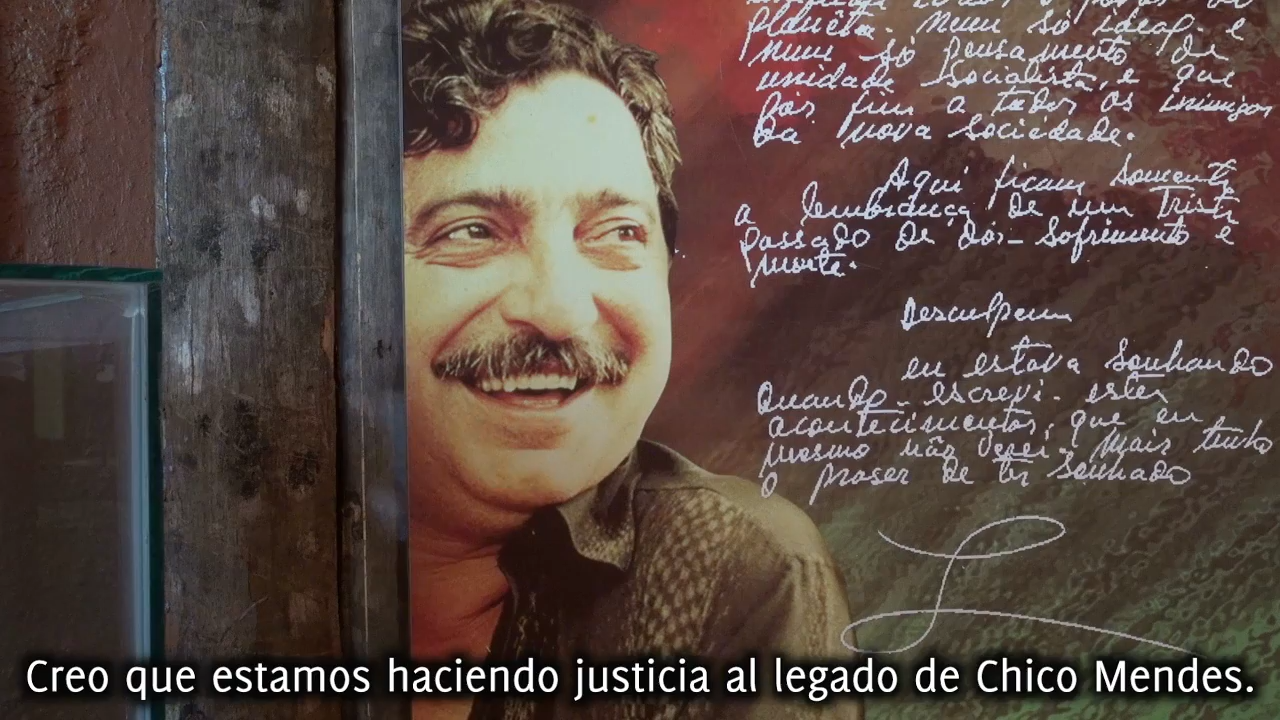 planeta. Num só ideal e
num só pensamento de
unidade socialista, e que
pôs fim a todos os inimigos
da nova sociedade.
Aqui ficam somente
a lembrança de um triste
passado de dor. sofrimento e
morte.
Desculpem
eu estava sonhando
Quando escrevi estes
acontecimentos, que eu
mesmo não verei. mais tenho
o praser de ter sonhado
Creo que estamos haciendo justicia al legado de Chico Mendes.